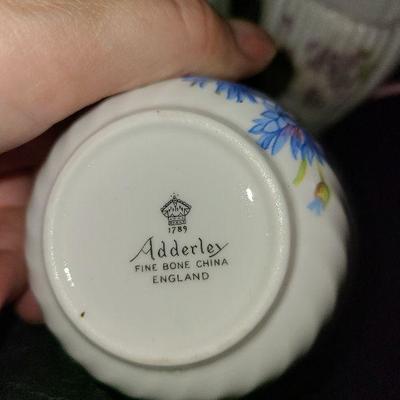 1789
Adderley
FINE BONE CHINA
ENGLAND